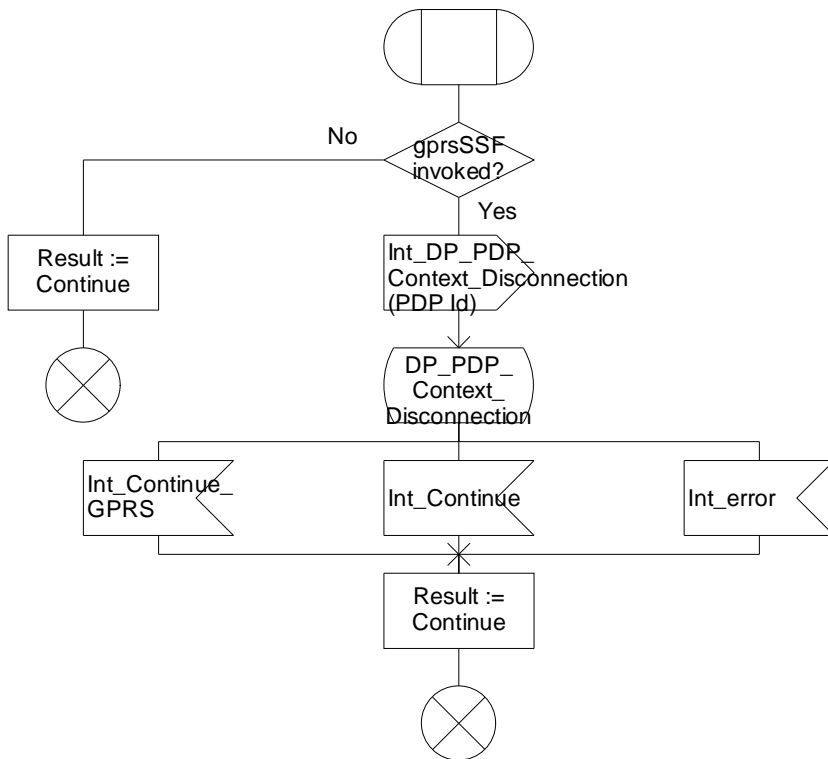 gprsSSF
invoked?
No
Yes
Result :=
Continue
Int_DP_PDP_
Context_Disconnection
(PDP Id)
DP_PDP_
Context_
Disconnection
Int_Continue_
GPRS
Int_Continue
Int_error
Result :=
Continue